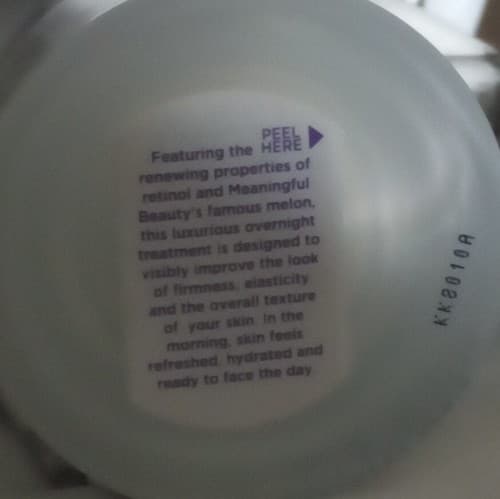 PEEL
HERE
Featuring the
renewing properties of
retinol and Meaningful
Beauty's famous melon,
this luxurious overnight
treatment is designed to
visibly improve the look
of firmness, elasticity
and the overall texture
of your skin. In the
morning, skin feels
refreshed, hydrated and
ready to face the day
KK8010A